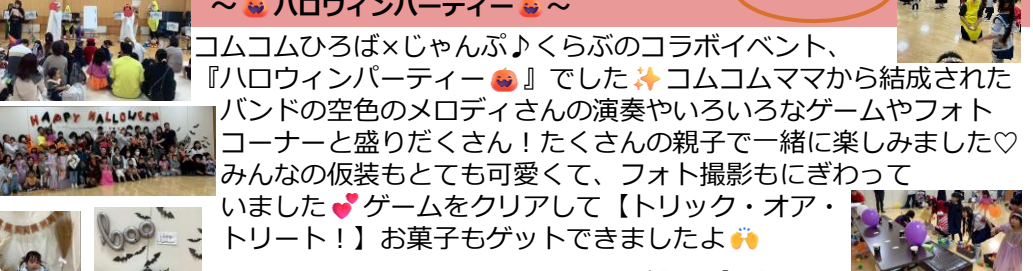 ～🎃ハロウィンパーティー🎃～
コムコムひろば×じゃんぷ♪くらぶのコラボイベント、
『ハロウィンパーティー🎃』でした✨コムコムママから結成された
バンドの空色のメロディさんの演奏やいろいろなゲームやフォト
コーナーと盛りだくさん！たくさんの親子で一緒に楽しみました♡
みんなの仮装もとても可愛くて、フォト撮影もにぎわって
いました💕ゲームをクリアして【トリック・オア・
トリート！】お菓子もゲットできましたよ🙌
HAPPY HALLOWEEN
boo